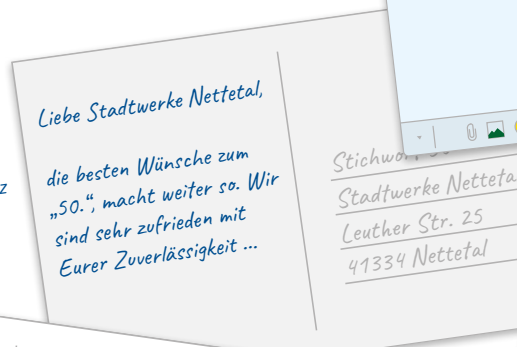 Liebe Stadtwerke Nettetal,
die besten Wünsche zum
„50.“, macht weiter so. Wir
sind sehr zufrieden mit
Eurer Zuverlässigkeit ...
Stadtwerke
Leuther Str. 25
41334 Nettetal